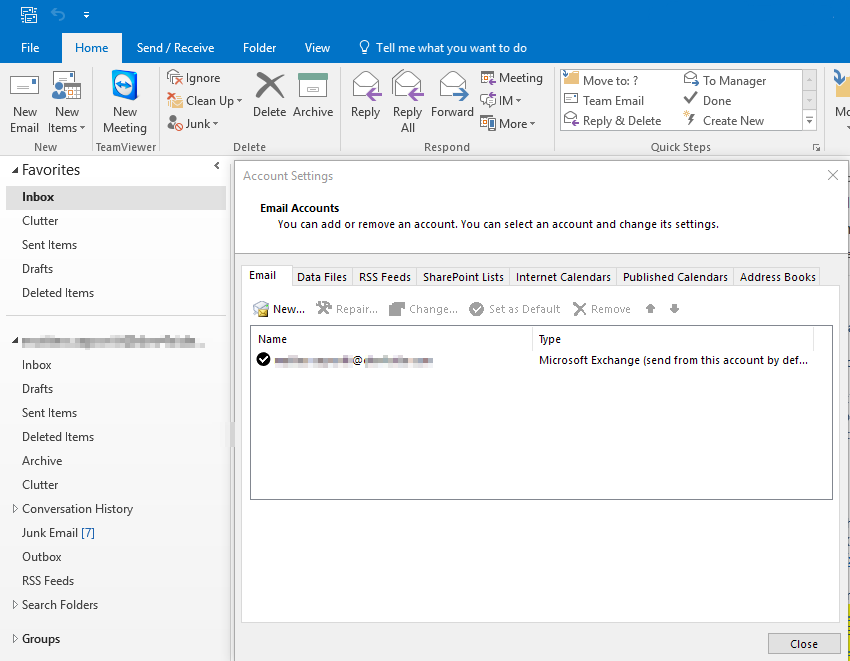 File Home Send / Receive Folder View Tell me what you want to do
New Email
New Items
New Meeting
Ignore
Clean Up
Junk
Delete
Archive
Reply
Reply All
Forward
Meeting
IM
More
Move to: ?
Team Email
Reply & Delete
To Manager
Done
Create New
New TeamViewer Delete Respond Quick Steps
Favorites
Inbox
Clutter
Sent Items
Drafts
Deleted Items
Inbox
Drafts
Sent Items
Deleted Items
Archive
Clutter
Conversation History
Junk Email [7]
Outbox
RSS Feeds
Search Folders
Groups
Account Settings
Email Accounts
You can add or remove an account. You can select an account and change its settings.
Email Data Files RSS Feeds SharePoint Lists Internet Calendars Published Calendars Address Books
New... Repair... Change... Set as Default Remove
Name Type
@ Microsoft Exchange (send from this account by def...
Close